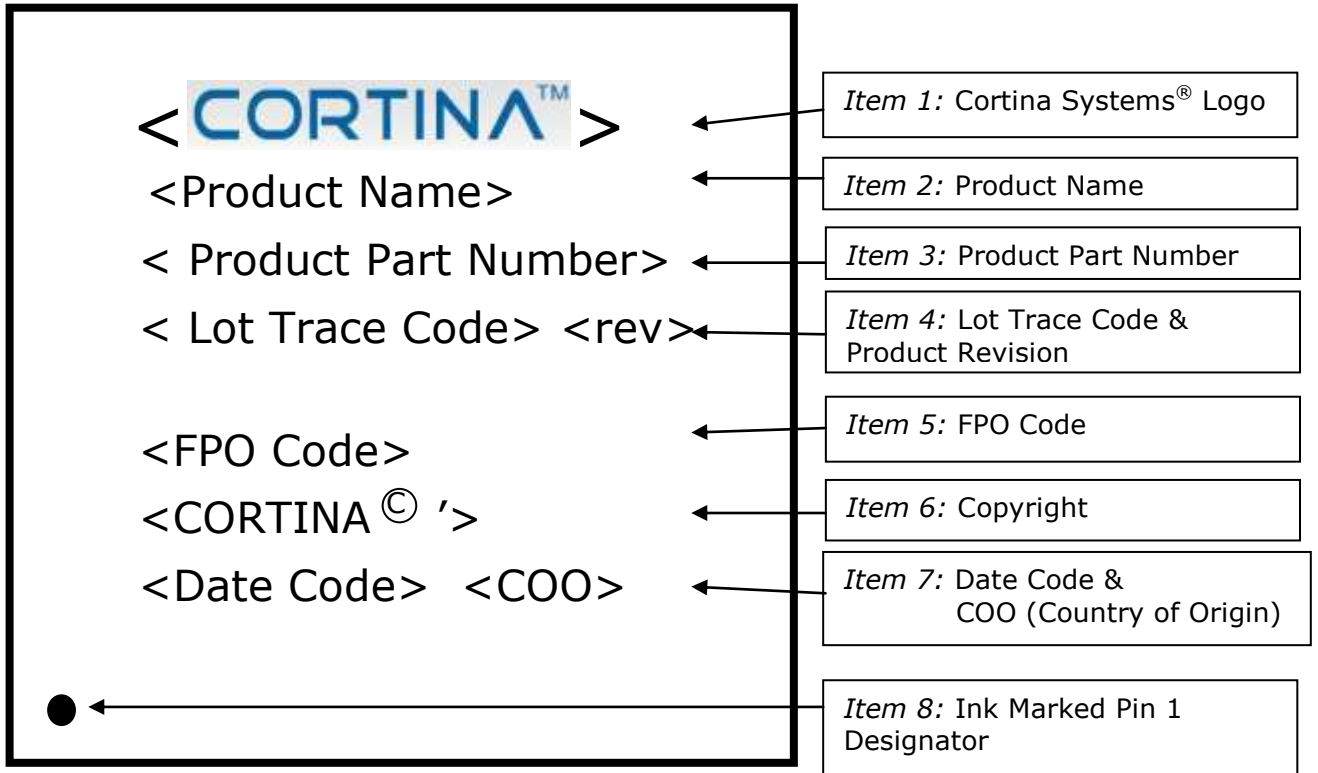 < CORTINA™ >
<Product Name>
< Product Part Number>
< Lot Trace Code> <rev>
<FPO Code>
<CORTINA © ′>
<Date Code> <COO>
Item 1: Cortina Systems® Logo
Item 2: Product Name
Item 3: Product Part Number
Item 4: Lot Trace Code &
Product Revision
Item 5: FPO Code
Item 6: Copyright
Item 7: Date Code &
COO (Country of Origin)
Item 8: Ink Marked Pin 1
Designator